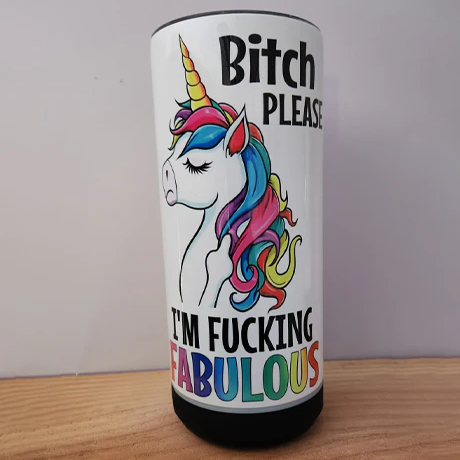 Bitch
PLEASE
I'M FUCKING
FABULOUS